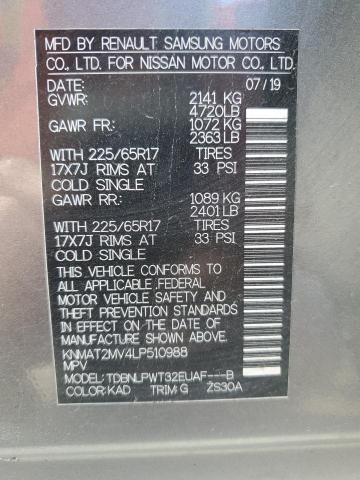 MFD BY RENAULT SAMSUNG MOTORS
CO., LTD. FOR NISSAN MOTOR CO., LTD.
DATE: 07/19
GVWR: 2141 KG
4720LB
GAWR FR: 1072 KG
2363 LB
WITH 225/65R17 TIRES
17X7J RIMS AT 33 PSI
COLD SINGLE
GAWR RR: 1089 KG
2401 LB
WITH 225/65R17 TIRES
17X7J RIMS AT 33 PSI
COLD SINGLE
THIS VEHICLE CONFORMS TO
ALL APPLICABLE FEDERAL
MOTOR VEHICLE SAFETY AND
THEFT PREVENTION STANDARDS
IN EFFECT ON THE DATE OF
MANUFACTURE SHOWN ABOVE.
KNMAT2MV4LP510988
MPV
MODEL: TDBNLPWT32EUAF---B
COLOR: KAD TRIM: G ZS30A